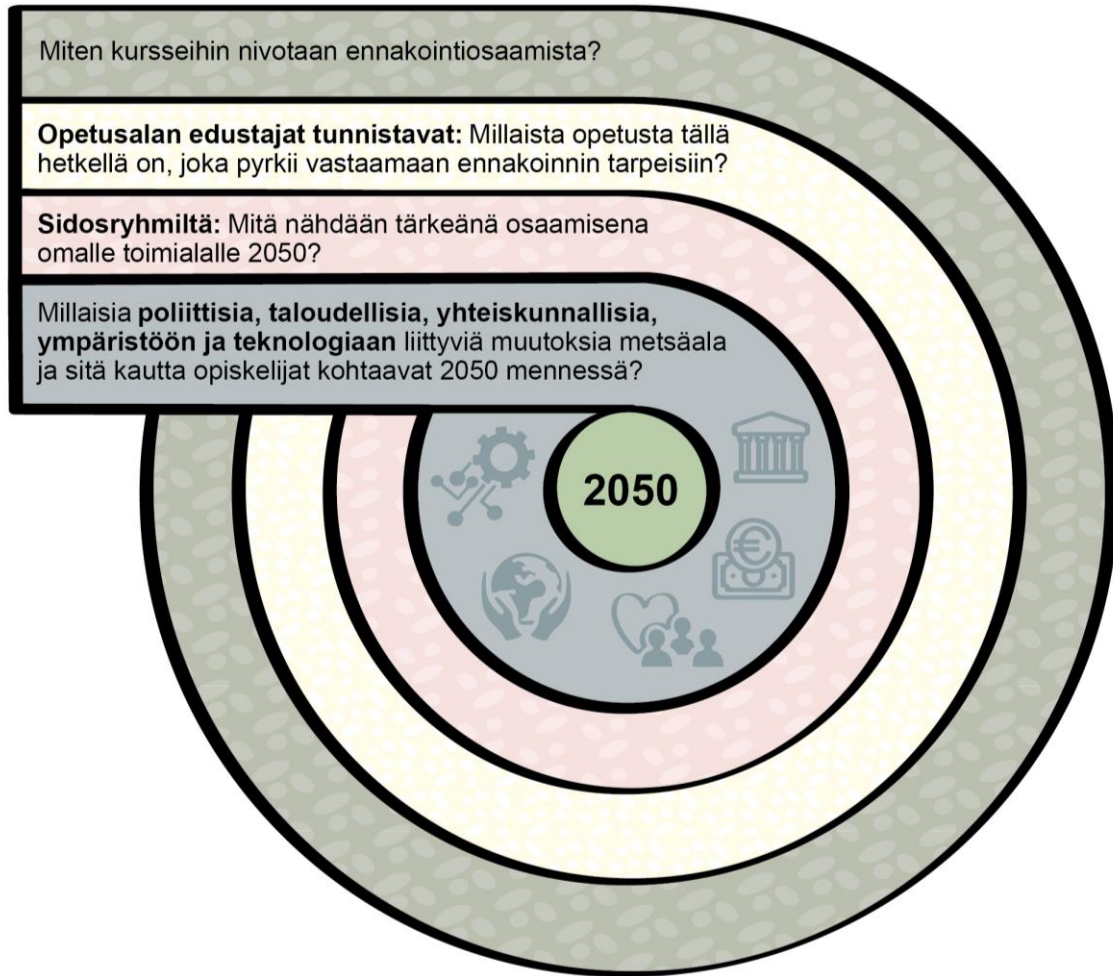 Miten kursseihin nivotaan ennakointiosaamista?
Opetusalan edustajat tunnistavat: Millaista opetusta tällä
hetkellä on, joka pyrkii vastaamaan ennakoinnin tarpeisiin?
Sidosryhmiltä: Mitä nähdään tärkeänä osaamisena
omalle toimialalle 2050?
Millaisia poliittisia, taloudellisia, yhteiskunnallisia,
ympäristöön ja teknologiaan liittyviä muutoksia metsäala
ja sitä kautta opiskelijat kohtaavat 2050 mennessä?
2050